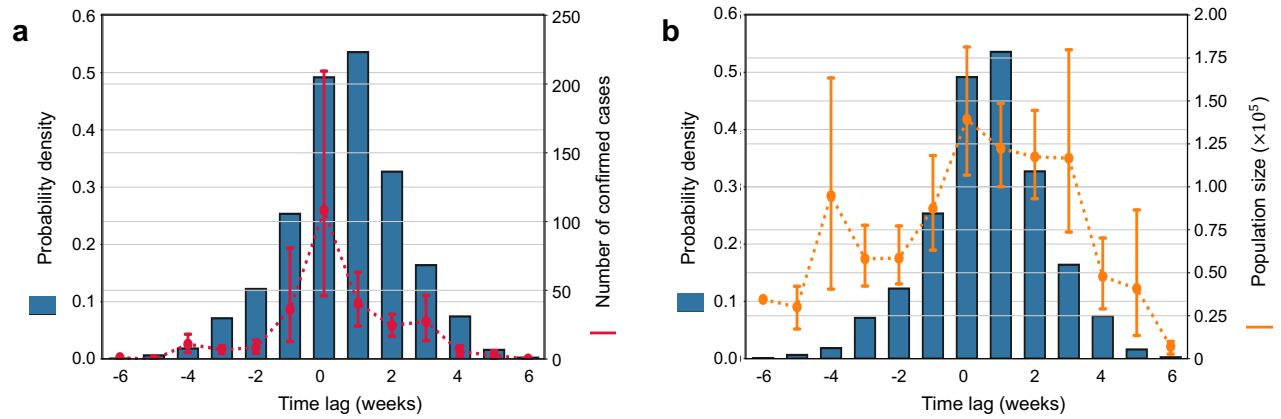 a
0.6
0.5
0.4
0.3
0.2
0.1
0.0
Probability density
250
200
150
100
50
0
Number of confirmed cases
-6 -4 -2 0 2 4 6
Time lag (weeks)
b
0.6
0.5
0.4
0.3
0.2
0.1
0.0
Probability density
2.00
1.75
1.50
1.25
1.00
0.75
0.50
0.25
0
Population size (×10⁵)
-6 -4 -2 0 2 4 6
Time lag (weeks)